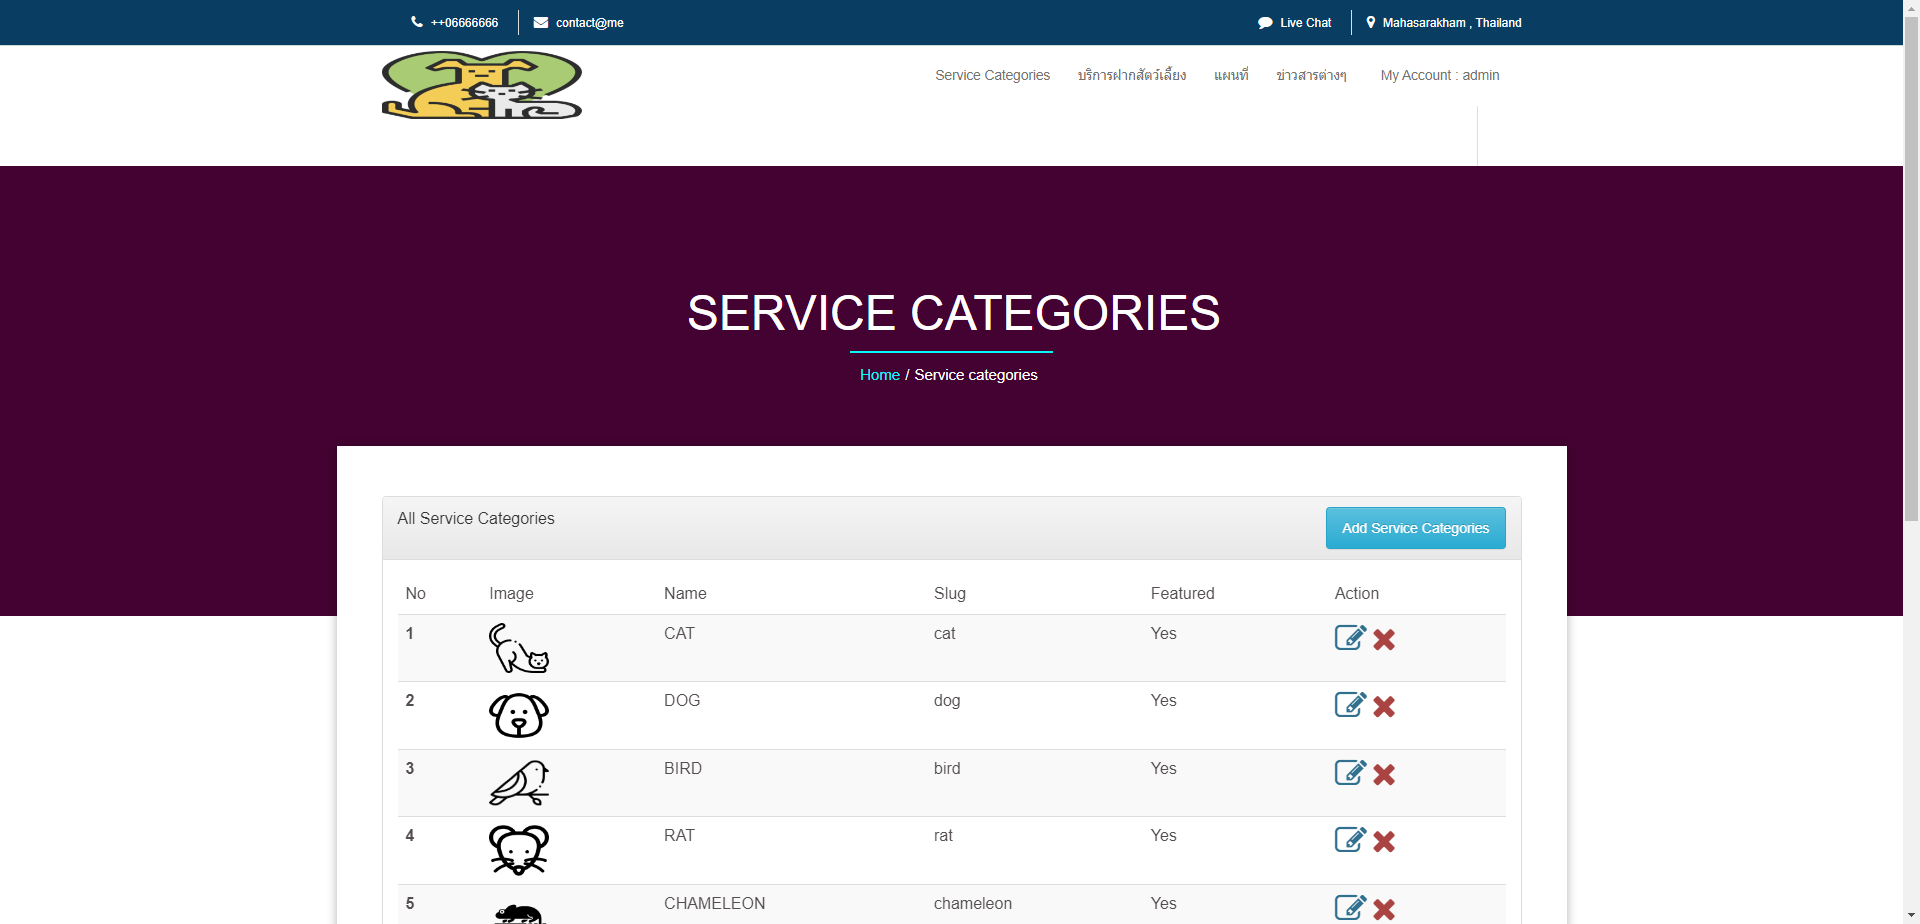 ++06666666 contact@me Live Chat Mahasarakham , Thailand
Service Categories บริการฝากสัตว์เลี้ยง แผนที่ ข่าวสารต่างๆ My Account : admin
SERVICE CATEGORIES
Home / Service categories
All Service Categories Add Service Categories
No Image Name Slug Featured Action
1 CAT cat Yes
2 DOG dog Yes
3 BIRD bird Yes
4 RAT rat Yes
5 CHAMELEON chameleon Yes